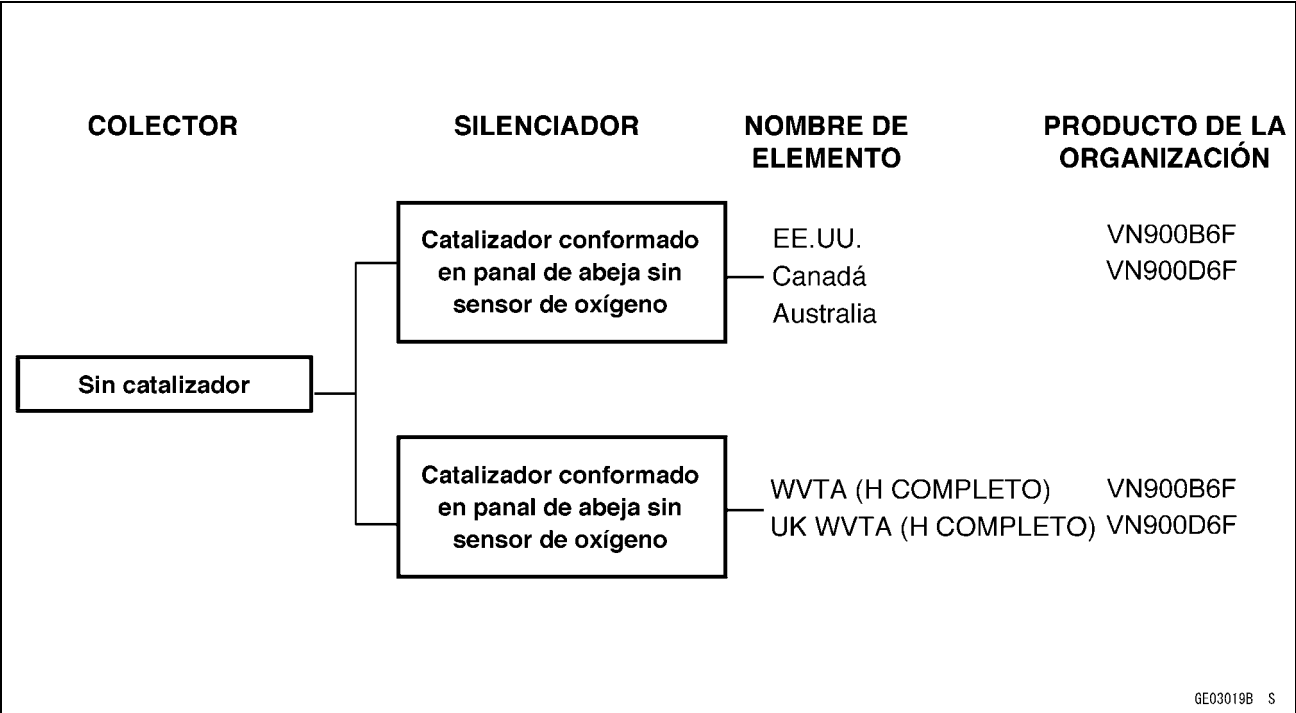 COLECTOR
SILENCIADOR
NOMBRE DE
ELEMENTO
PRODUCTO DE LA
ORGANIZACIÓN
Sin catalizador
Catalizador conformado
en panal de abeja sin
sensor de oxígeno
EE.UU.
Canadá
Australia
VN900B6F
VN900D6F
Catalizador conformado
en panal de abeja sin
sensor de oxígeno
WVTA (H COMPLETO)
UK WVTA (H COMPLETO)
VN900B6F
VN900D6F
GE03019B S